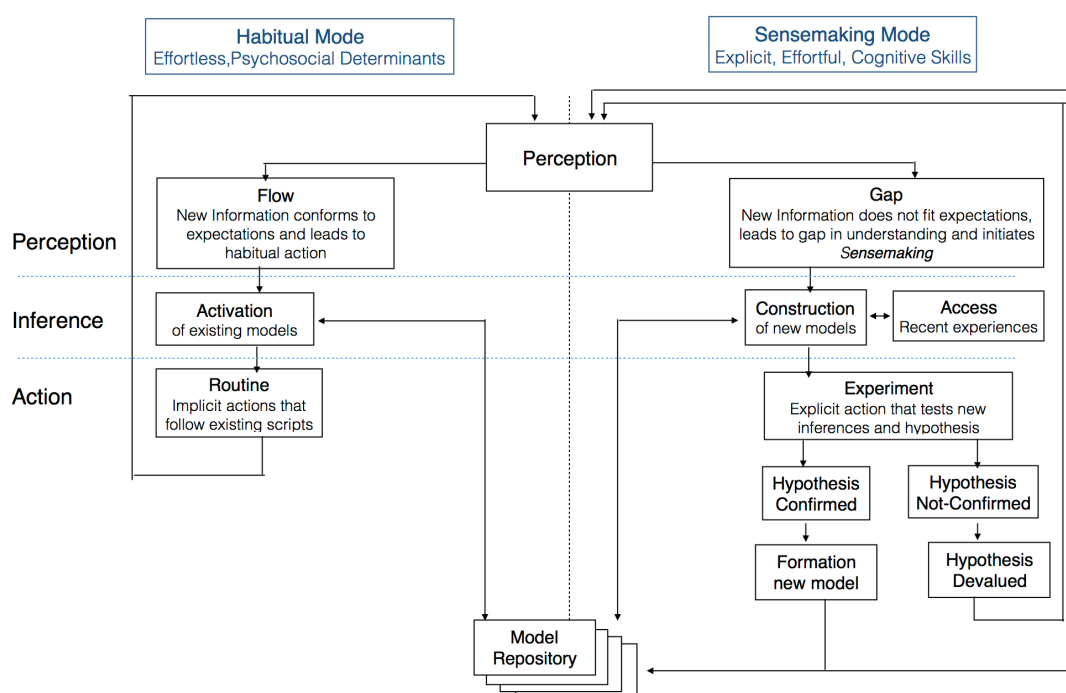 Habitual Mode
Effortless,Psychosocial Determinants
Sensemaking Mode
Explicit, Effortful, Cognitive Skills
Perception
Flow
New Information conforms to
expectations and leads to
habitual action
Gap
New Information does not fit expectations,
leads to gap in understanding and initiates
Sensemaking
Perception
Inference
Activation
of existing models
Construction
of new models
Access
Recent experiences
Action
Routine
Implicit actions that
follow existing scripts
Experiment
Explicit action that tests new
inferences and hypothesis
Hypothesis
Confirmed
Hypothesis
Not-Confirmed
Formation
new model
Hypothesis
Devalued
Model
Repository